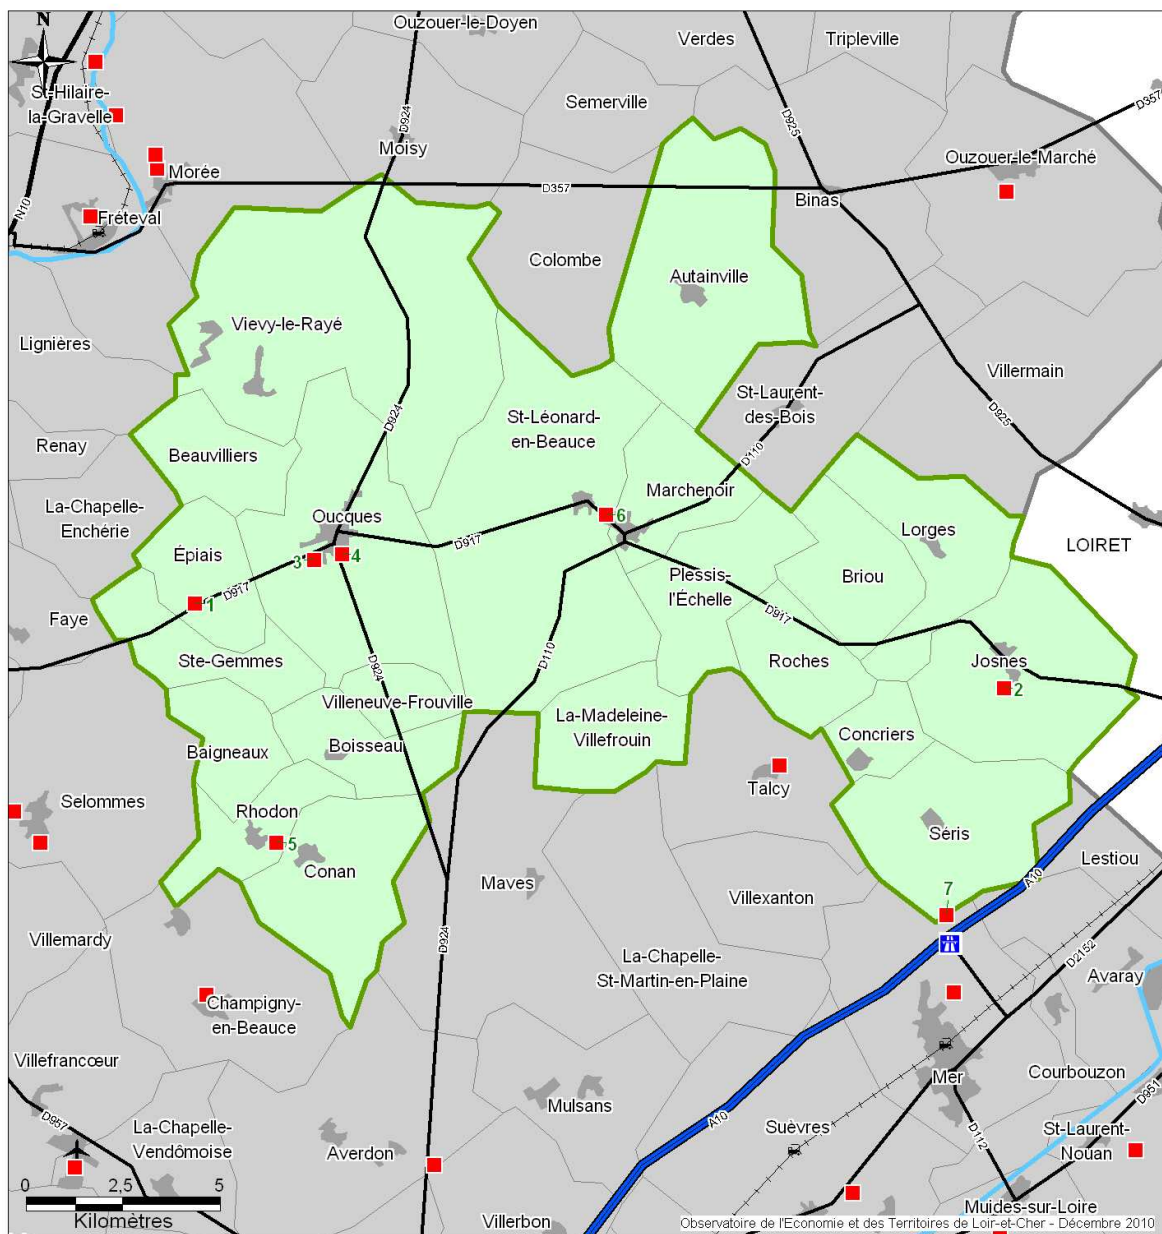 N
Ouzouer-le-Doyen
Verdes
Tripleville
St-Hilaire-
la-Gravelle
Semerville
D924
D925
D357
Moisy
Ouzouer-le-Marché
Morée
D357
Binas
N10
Fréteval
Colombe
Autainville
Lignières
Vievy-le-Rayé
Villermain
St-Laurent-
des-Bois
D924
D925
St-Léonard-
en-Beauce
Renay
Beauvilliers
D110
Marchenoir
La-Chapelle-
Enchérie
Oucques
6
Lorges
LOIRET
D917
Épiais
3
4
Briou
Plessis-
l'Échelle
D917
1
Faye
D917
D110
Ste-Gemmes
D924
Roches
Josnes
2
Villeneuve-Frouville
La-Madeleine-
Villefrouin
Concriers
Baigneaux
Boisseau
Talcy
Selommes
Rhodon
5
Séris
Conan
Lestiou
A10
Maves
Villexanton
7
Villemardy
D924
La-Chapelle-
St-Martin-en-Plaine
D2152
Avaray
Champigny-
en-Beauce
Villefrancœur
Mer
Courbouzon
D951
Mulsans
A10
D957
La-Chapelle-
Vendômoise
Suèvres
D112
St-Laurent-
Nouan
Averdon
0 2,5 5
Kilomètres
Muides-sur-Loire
Villerbon
Observatoire de l'Economie et des Territoires de Loir-et-Cher - Décembre 2010